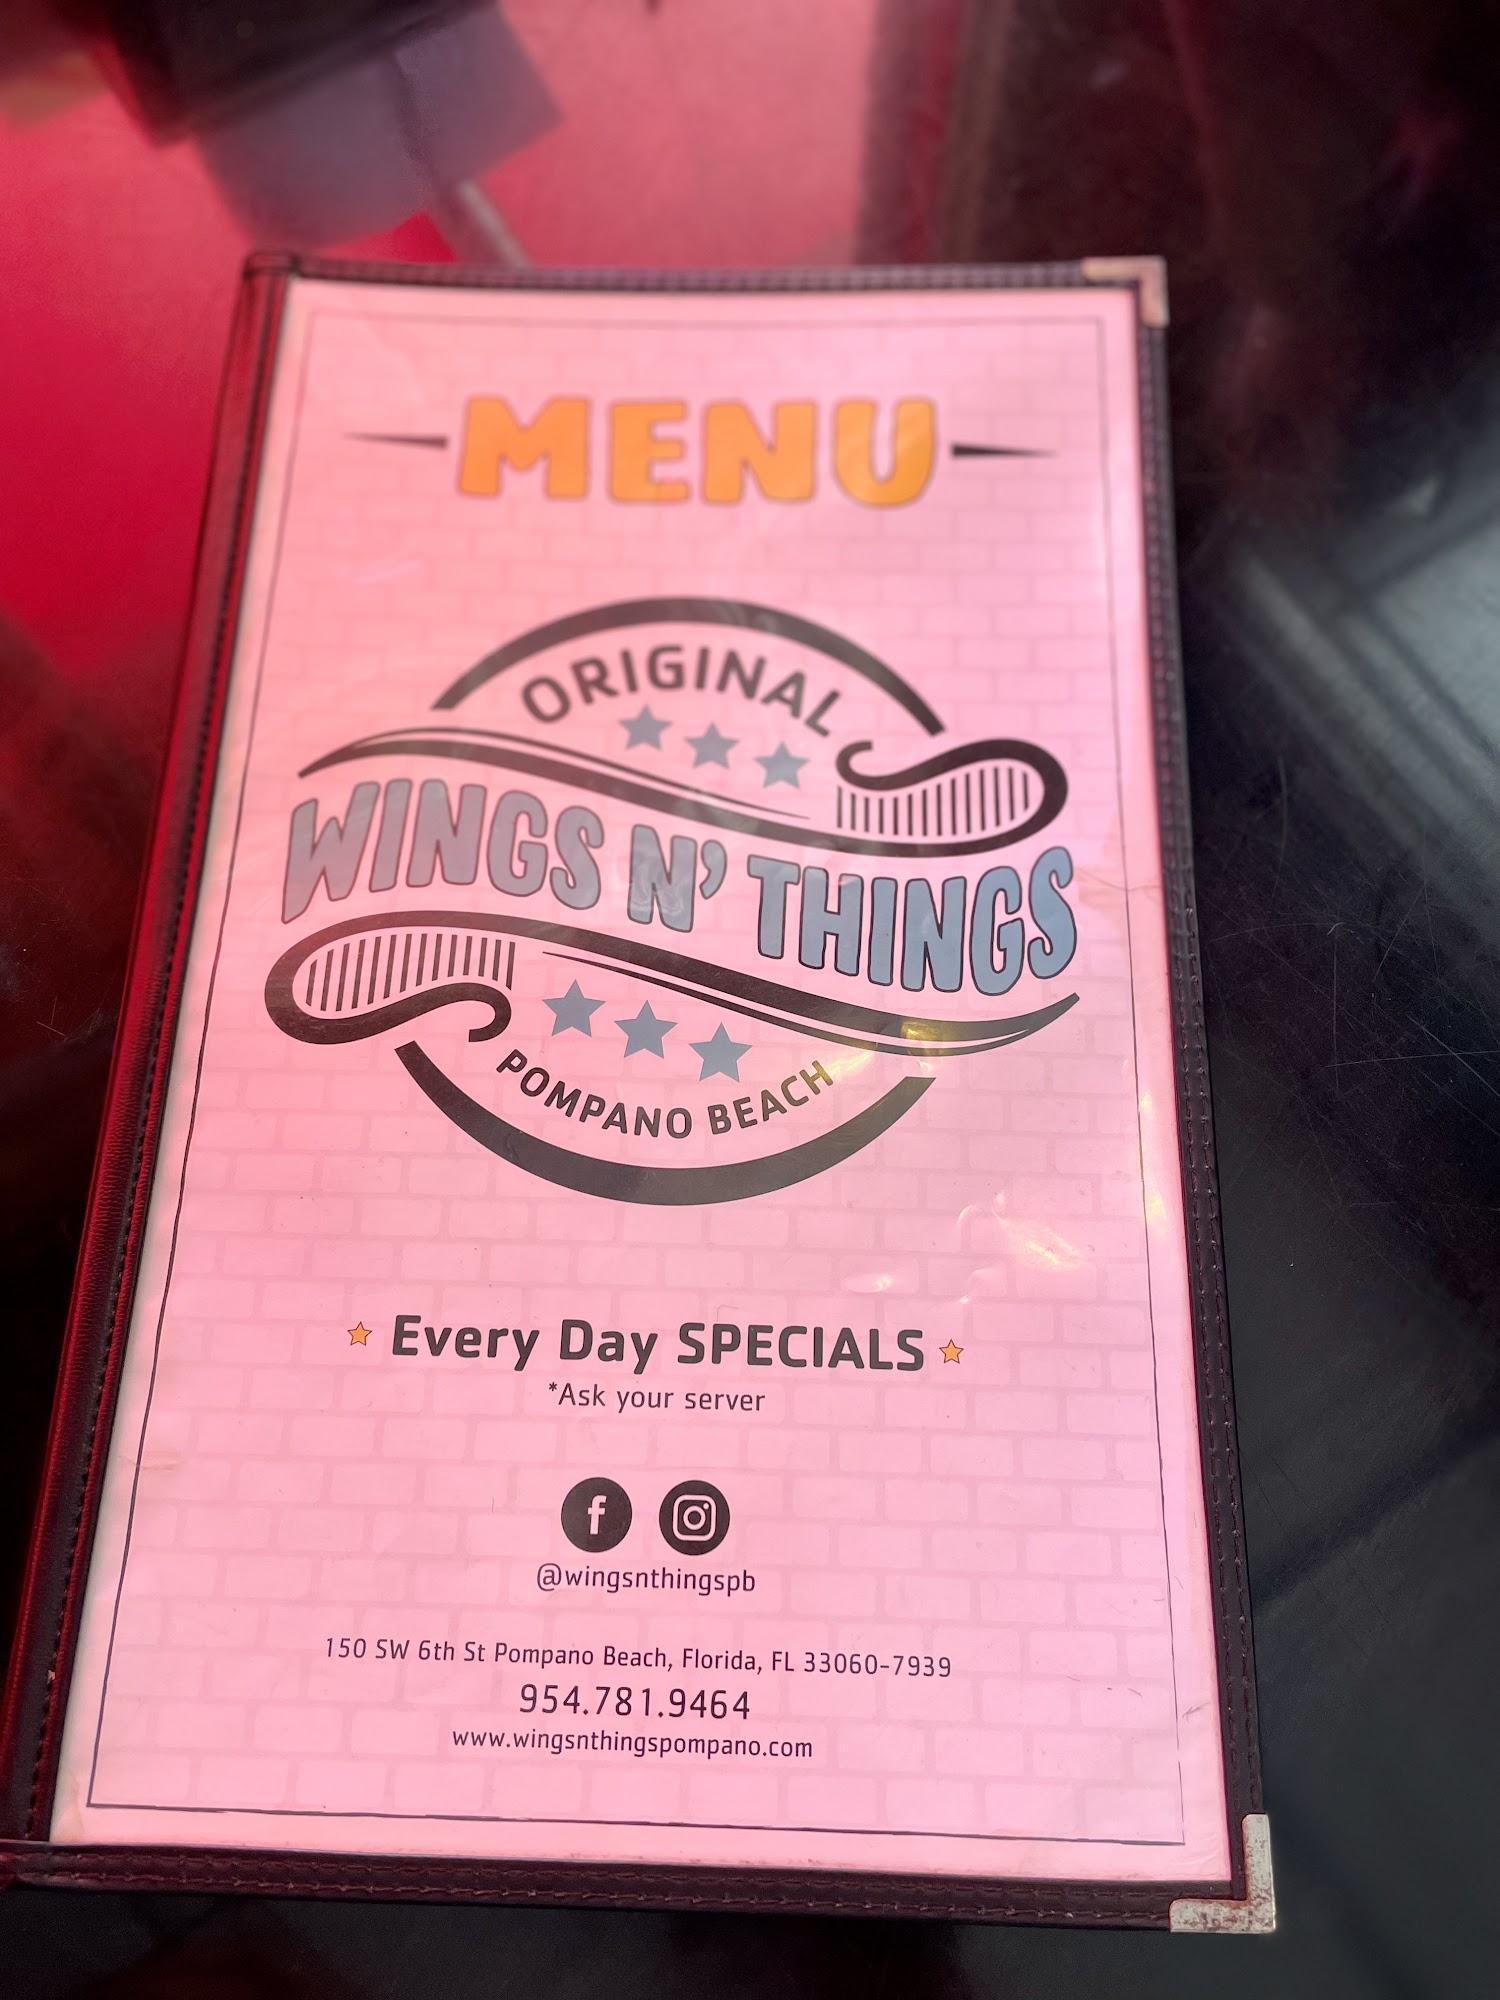 MENU
ORIGINAL
WINGS N' THINGS
POMPANO BEACH
Every Day SPECIALS
*Ask your server
@wingsnthingspb
150 SW 6th St Pompano Beach, Florida, FL 33060-7939
954.781.9464
www.wingsnthingspompano.com